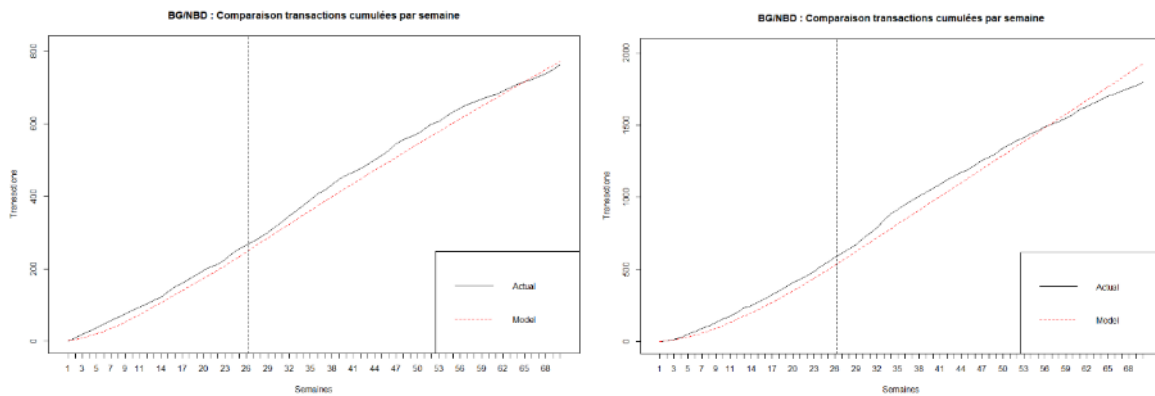 BG/NBD : Comparaison transactions cumulées par semaine
Transactions
800
600
400
200
0
Actual
Model
1 3 5 7 9 11 14 17 20 23 26 29 32 35 38 41 44 47 50 53 56 59 62 65 68
Semaines
BG/NBD : Comparaison transactions cumulées par semaine
Transactions
2000
1500
1000
500
0
Actual
Model
1 3 5 7 9 11 14 17 20 23 26 29 32 35 38 41 44 47 50 53 56 59 62 65 68
Semaines